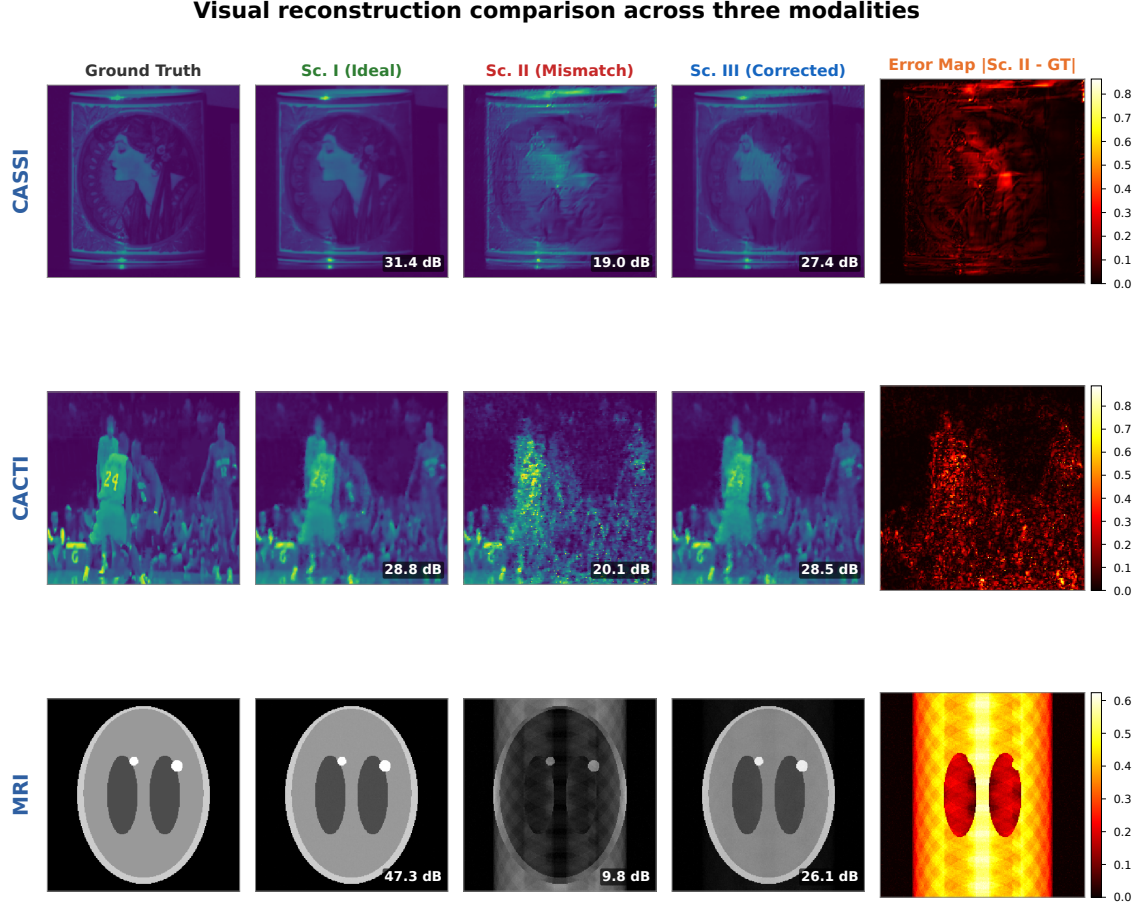 Visual reconstruction comparison across three modalities
Ground Truth
Sc. I (Ideal)
Sc. II (Mismatch)
Sc. III (Corrected)
Error Map |Sc. II - GT|
CASSI
31.4 dB
19.0 dB
27.4 dB
0.8
0.7
0.6
0.5
0.4
0.3
0.2
0.1
0.0
CACTI
24
24
24
28.8 dB
20.1 dB
28.5 dB
0.8
0.7
0.6
0.5
0.4
0.3
0.2
0.1
0.0
MRI
47.3 dB
9.8 dB
26.1 dB
0.6
0.5
0.4
0.3
0.2
0.1
0.0